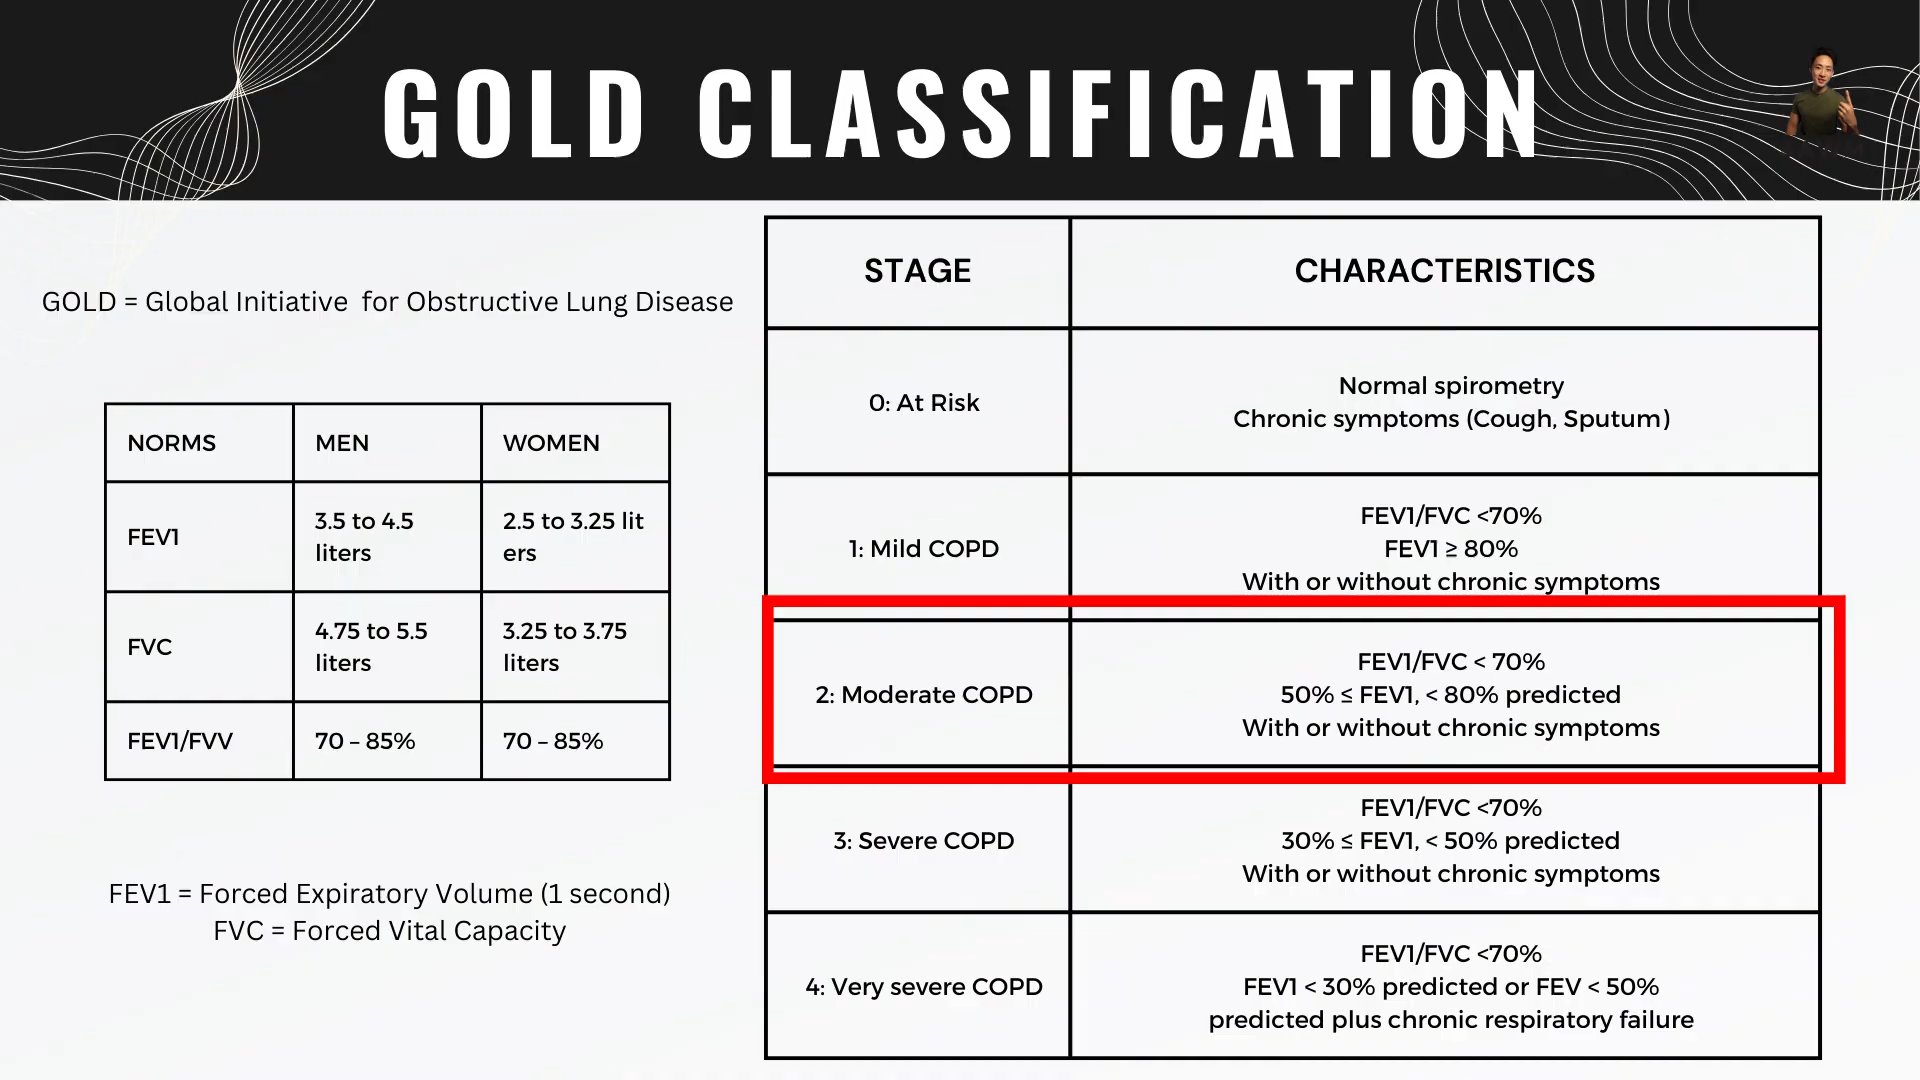 GOLD CLASSIFICATION
GOLD = Global Initiative for Obstructive Lung Disease
NORMS MEN WOMEN
FEV1 3.5 to 4.5 liters 2.5 to 3.25 lit ers
FVC 4.75 to 5.5 liters 3.25 to 3.75 liters
FEV1/FVV 70 – 85% 70 – 85%
FEV1 = Forced Expiratory Volume (1 second)
FVC = Forced Vital Capacity
STAGE CHARACTERISTICS
0: At Risk
Normal spirometry
Chronic symptoms (Cough, Sputum)
1: Mild COPD
FEV1/FVC <70%
FEV1 ≥ 80%
With or without chronic symptoms
2: Moderate COPD
FEV1/FVC < 70%
50% ≤ FEV1, < 80% predicted
With or without chronic symptoms
3: Severe COPD
FEV1/FVC <70%
30% ≤ FEV1, < 50% predicted
With or without chronic symptoms
4: Very severe COPD
FEV1/FVC <70%
FEV1 < 30% predicted or FEV < 50%
predicted plus chronic respiratory failure